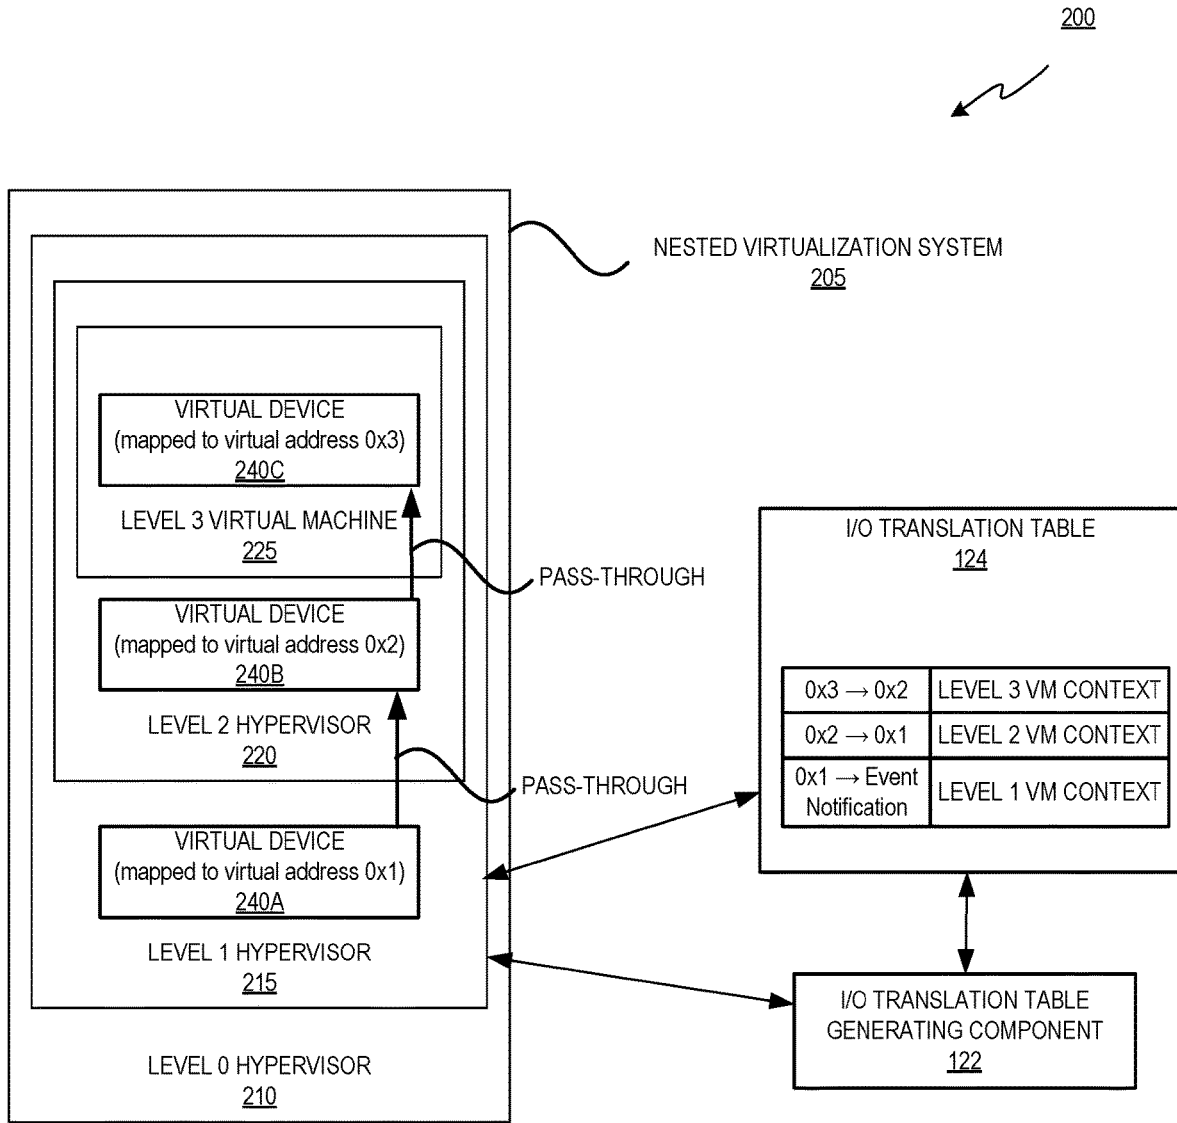 200
NESTED VIRTUALIZATION SYSTEM
205
VIRTUAL DEVICE
(mapped to virtual address 0x3)
240C
LEVEL 3 VIRTUAL MACHINE
225
PASS-THROUGH
VIRTUAL DEVICE
(mapped to virtual address 0x2)
240B
LEVEL 2 HYPERVISOR
220
PASS-THROUGH
VIRTUAL DEVICE
(mapped to virtual address 0x1)
240A
LEVEL 1 HYPERVISOR
215
LEVEL 0 HYPERVISOR
210
I/O TRANSLATION TABLE
124
0x3 → 0x2 LEVEL 3 VM CONTEXT
0x2 → 0x1 LEVEL 2 VM CONTEXT
0x1 → Event
Notification
LEVEL 1 VM CONTEXT
I/O TRANSLATION TABLE
GENERATING COMPONENT
122